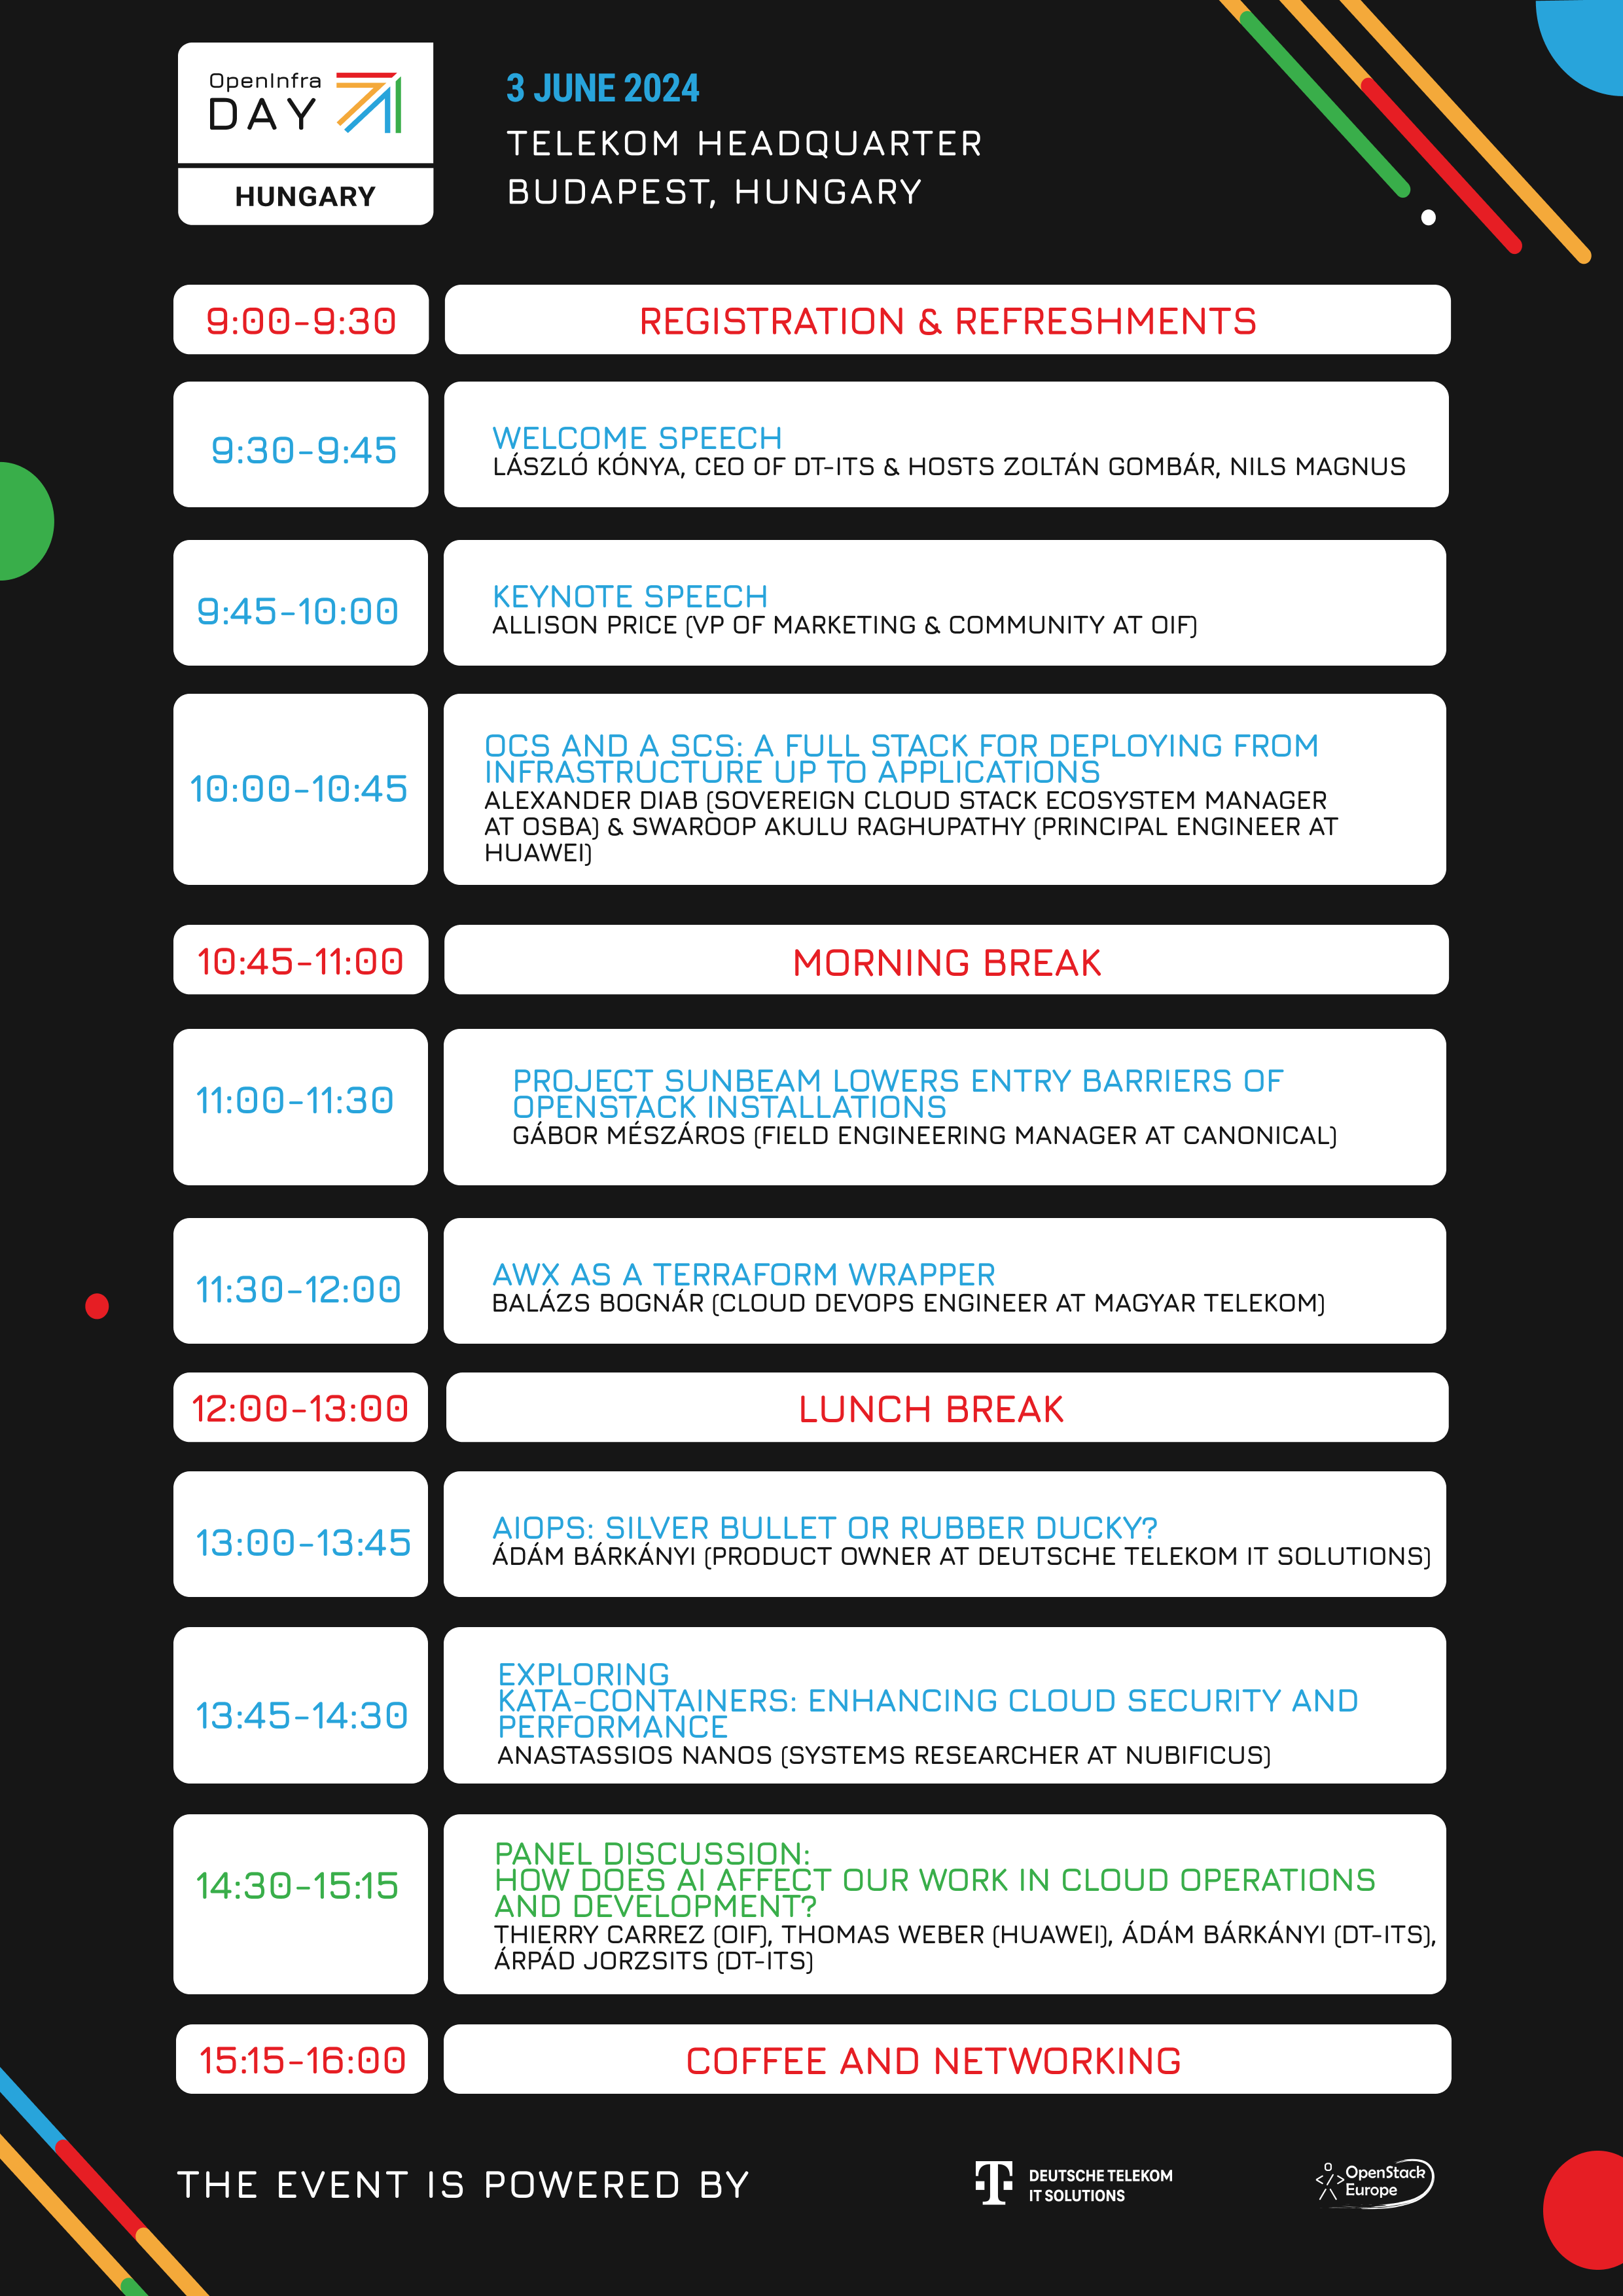 OpenInfra
DAY
HUNGARY
3 JUNE 2024
TELEKOM HEADQUARTER
BUDAPEST, HUNGARY
9:00-9:30
REGISTRATION & REFRESHMENTS
9:30-9:45
WELCOME SPEECH
LÁSZLÓ KÓNYA, CEO OF DT-ITS & HOSTS ZOLTÁN GOMBÁR, NILS MAGNUS
9:45-10:00
KEYNOTE SPEECH
ALLISON PRICE (VP OF MARKETING & COMMUNITY AT OIF)
10:00-10:45
OCS AND A SCS: A FULL STACK FOR DEPLOYING FROM
INFRASTRUCTURE UP TO APPLICATIONS
ALEXANDER DIAB (SOVEREIGN CLOUD STACK ECOSYSTEM MANAGER
AT OSBA) & SWAROOP AKULU RAGHUPATHY (PRINCIPAL ENGINEER AT
HUAWEI)
10:45-11:00
MORNING BREAK
11:00-11:30
PROJECT SUNBEAM LOWERS ENTRY BARRIERS OF
OPENSTACK INSTALLATIONS
GÁBOR MÉSZÁROS (FIELD ENGINEERING MANAGER AT CANONICAL)
11:30-12:00
AWX AS A TERRAFORM WRAPPER
BALÁZS BOGNÁR (CLOUD DEVOPS ENGINEER AT MAGYAR TELEKOM)
12:00-13:00
LUNCH BREAK
13:00-13:45
AIOPS: SILVER BULLET OR RUBBER DUCKY?
ÁDÁM BÁRKÁNYI (PRODUCT OWNER AT DEUTSCHE TELEKOM IT SOLUTIONS)
13:45-14:30
EXPLORING
KATA-CONTAINERS: ENHANCING CLOUD SECURITY AND
PERFORMANCE
ANASTASSIOS NANOS (SYSTEMS RESEARCHER AT NUBIFICUS)
14:30-15:15
PANEL DISCUSSION:
HOW DOES AI AFFECT OUR WORK IN CLOUD OPERATIONS
AND DEVELOPMENT?
THIERRY CARREZ (OIF), THOMAS WEBER (HUAWEI), ÁDÁM BÁRKÁNYI (DT-ITS),
ÁRPÁD JORZSITS (DT-ITS)
15:15-16:00
COFFEE AND NETWORKING
THE EVENT IS POWERED BY
T
DEUTSCHE TELEKOM
IT SOLUTIONS
OpenStack
Europe